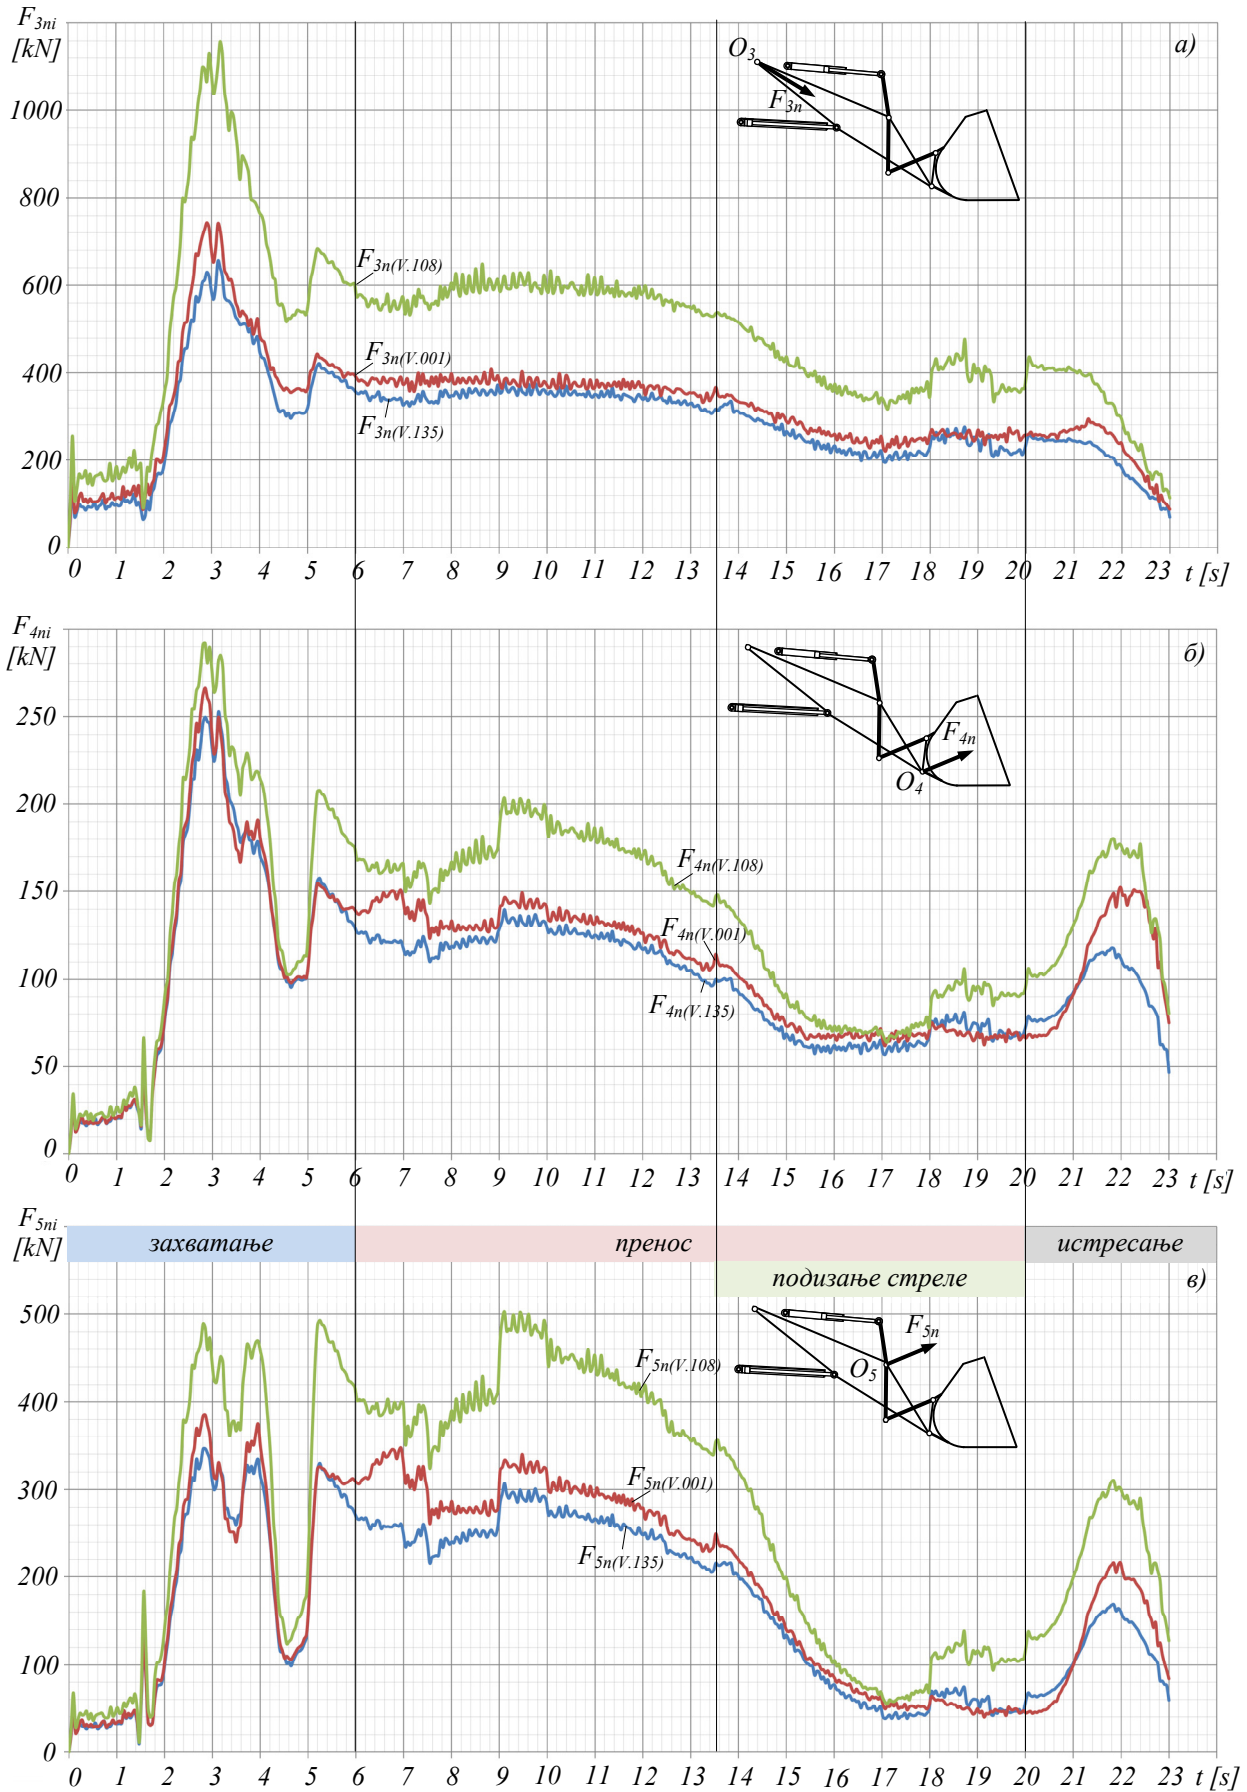 F3ni
[kN]
а)
1000
800
600
400
200
0
O3
F3n
F3n(V.108)
F3n(V.001)
F3n(V.135)
0 1 2 3 4 5 6 7 8 9 10 11 12 13 14 15 16 17 18 19 20 21 22 23 t [s]
F4ni
[kN]
б)
250
200
150
100
50
0
F4n
O4
F4n(V.108)
F4n(V.001)
F4n(V.135)
0 1 2 3 4 5 6 7 8 9 10 11 12 13 14 15 16 17 18 19 20 21 22 23 t [s]
F5ni
[kN]
захватање пренос истресање
подизање стреле в)
500
400
300
200
100
0
F5n
O5
F5n(V.108)
F5n(V.001)
F5n(V.135)
0 1 2 3 4 5 6 7 8 9 10 11 12 13 14 15 16 17 18 19 20 21 22 23 t [s]